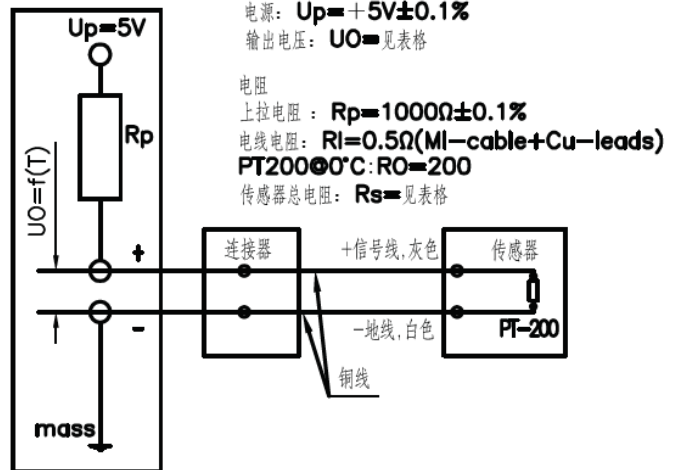 电源: Up=+5V±0.1%
输出电压: UO=见表格
电阻
上拉电阻 : Rp=1000Ω±0.1%
电线电阻: Rl=0.5Ω(MI-cable+Cu-leads)
PT200@0°C:RO=200
传感器总电阻: Rs=见表格
Up=5V
Rp
UO=f(T)
+
-
mass
连接器
+信号线,灰色
-地线,白色
传感器
PT-200
铜线